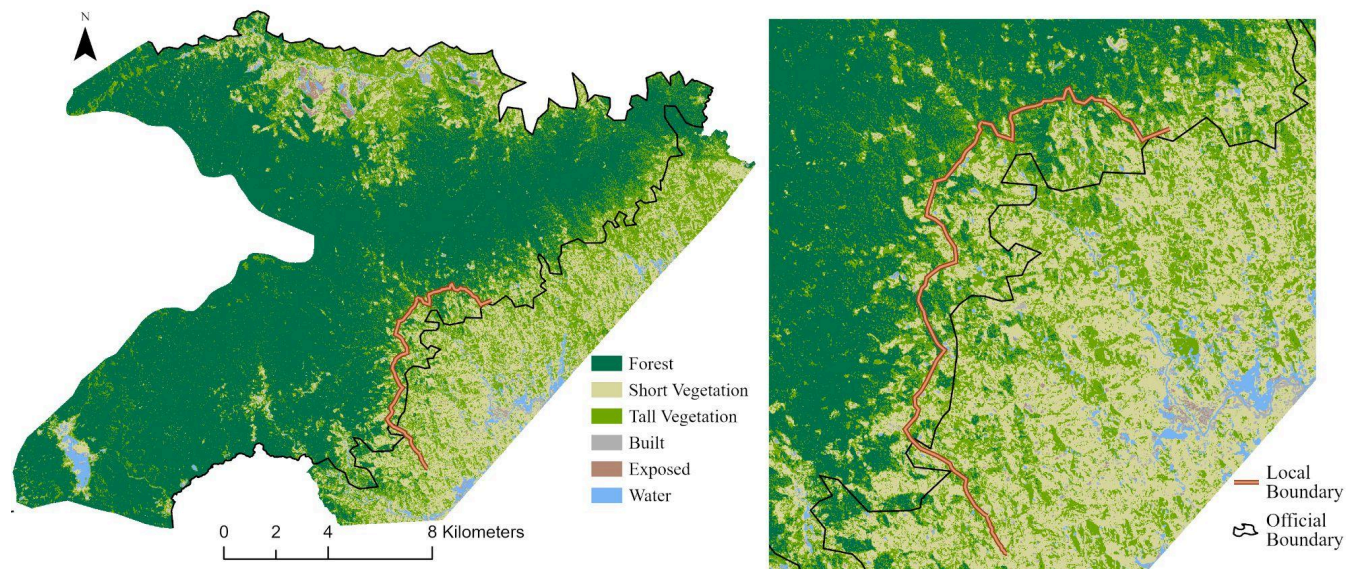 N
Forest
Short Vegetation
Tall Vegetation
Built
Exposed
Water
0 2 4 8 Kilometers
Local
Boundary
Official
Boundary